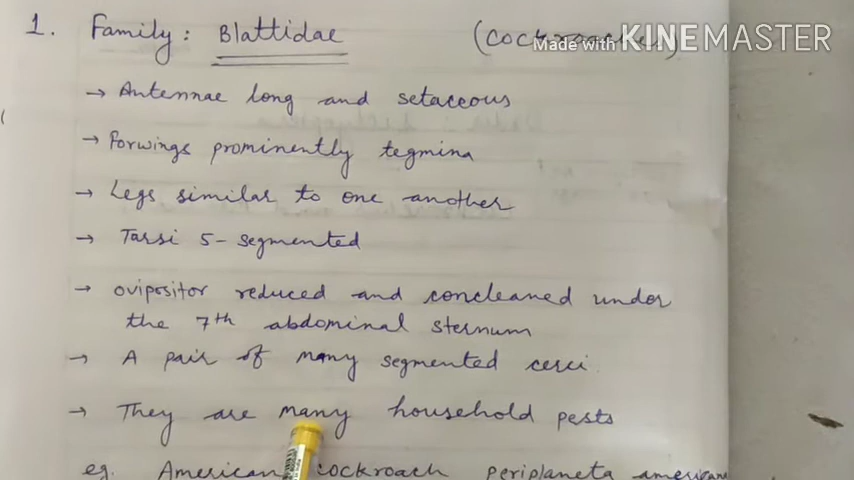 1. Family: Blattidae (Cockroaches)
Made with KINEMASTER
→ Antennae long and setaceous
→ Forwings prominently tegmina
→ Legs similar to one another
→ Tarsi 5-segmented
→ ovipositor reduced and concleaned under
the 7th abdominal sternum
→ A pair of many segmented cerci.
→ They are many household pests
eg. American cockroach periplaneta american